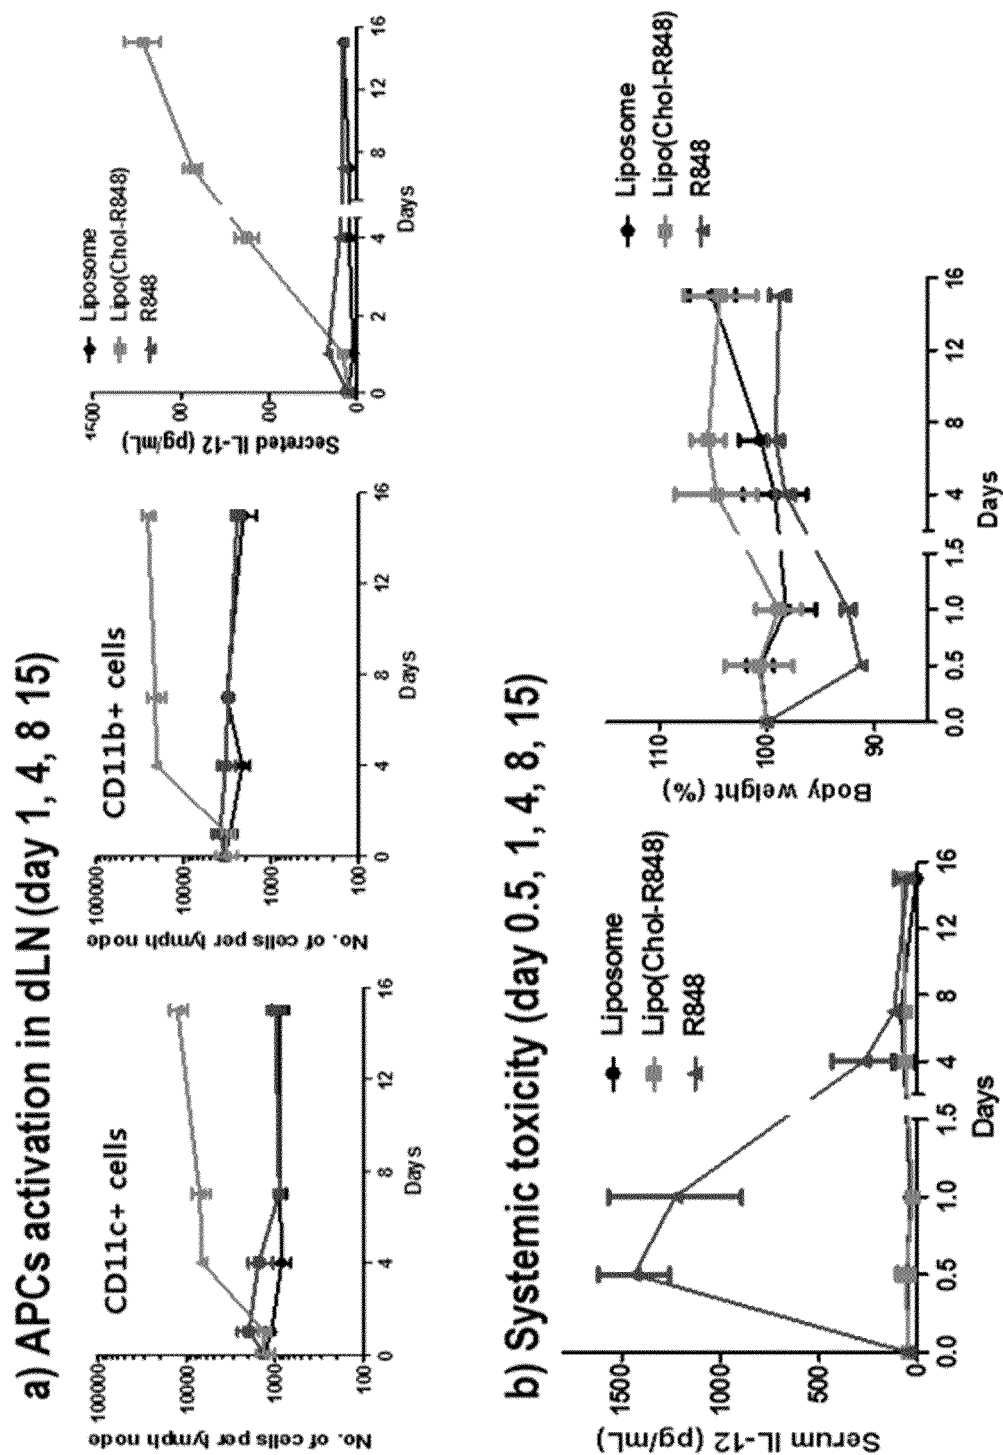 a) APCs activation in dLN (day 1, 4, 8 15)
No. of cells per lymph node
100000
10000
1000
100
CD11c+ cells
0
4
8
12
16
Days
No. of cells per lymph node
100000
10000
1000
100
CD11b+ cells
0
4
8
12
16
Days
Secreted IL-12 (pg/mL)
1500
00
00
0
Liposome
Lipo(Chol-R848)
R848
0
2
4
8
12
16
Days
b) Systemic toxicity (day 0.5, 1, 4, 8, 15)
Serum IL-12 (pg/mL)
1500
1000
500
0
Liposome
Lipo(Chol-R848)
R848
0.0
0.5
1.0
1.5
4
8
12
16
Days
Body weight (%)
110
100
90
Liposome
Lipo(Chol-R848)
R848
0.0
0.5
1.0
1.5
4
8
12
16
Days